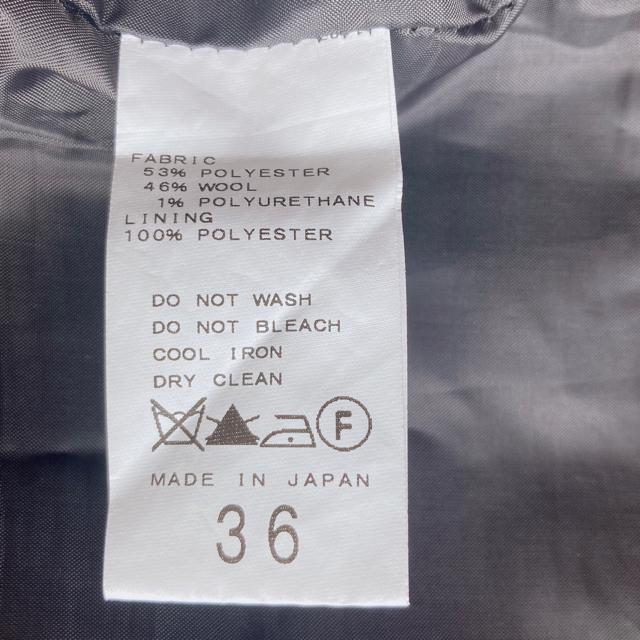 FABRIC
53% POLYESTER
46% WOOL
1% POLYURETHANE
LINING
100% POLYESTER
DO NOT WASH
DO NOT BLEACH
COOL IRON
DRY CLEAN
F
MADE IN JAPAN
36